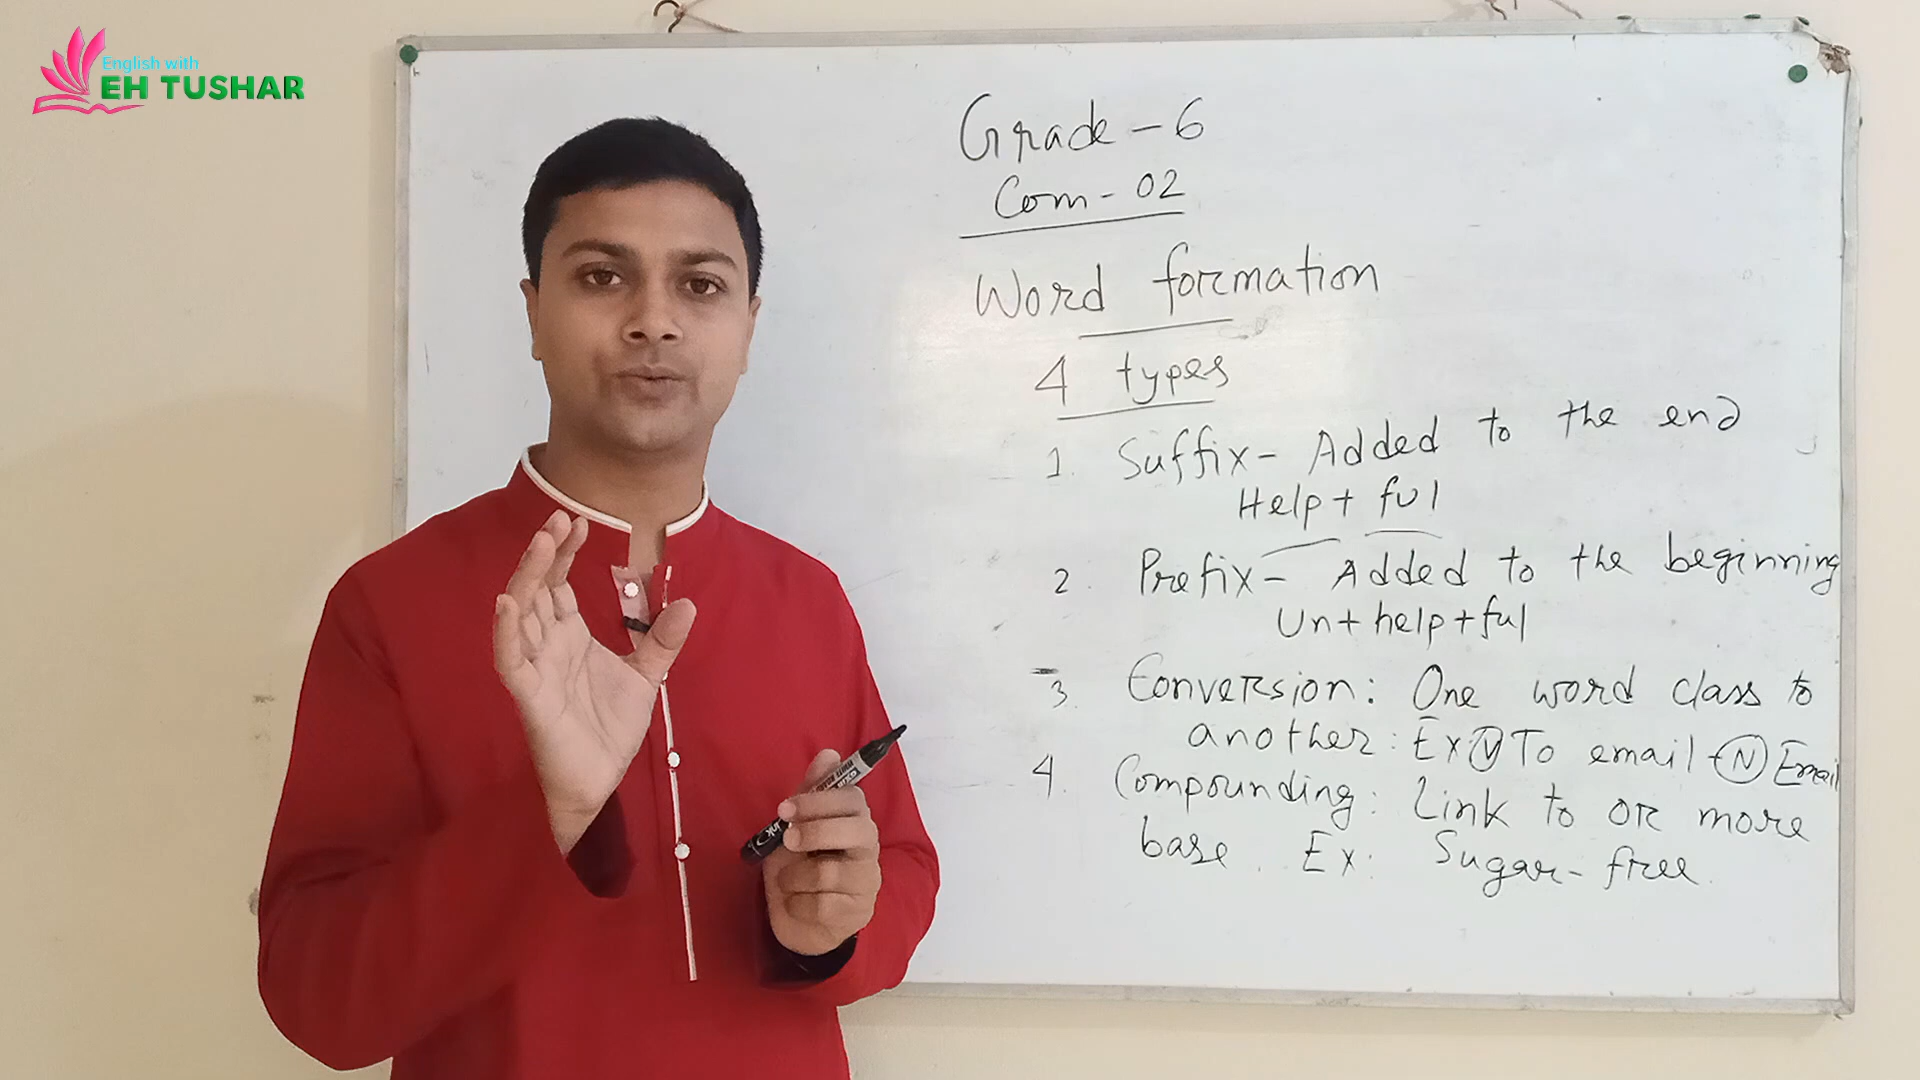 English with
EH TUSHAR
Grade - 6
Com - 02
Word formation
4 types
1. Suffix - Added to the end
Help + ful
2. Prefix - Added to the beginning
Un + help + ful
3. Conversion: One word class to
another: Ex V To email - N Email
4. Compounding: Link to or more
base. Ex: Sugar-free.